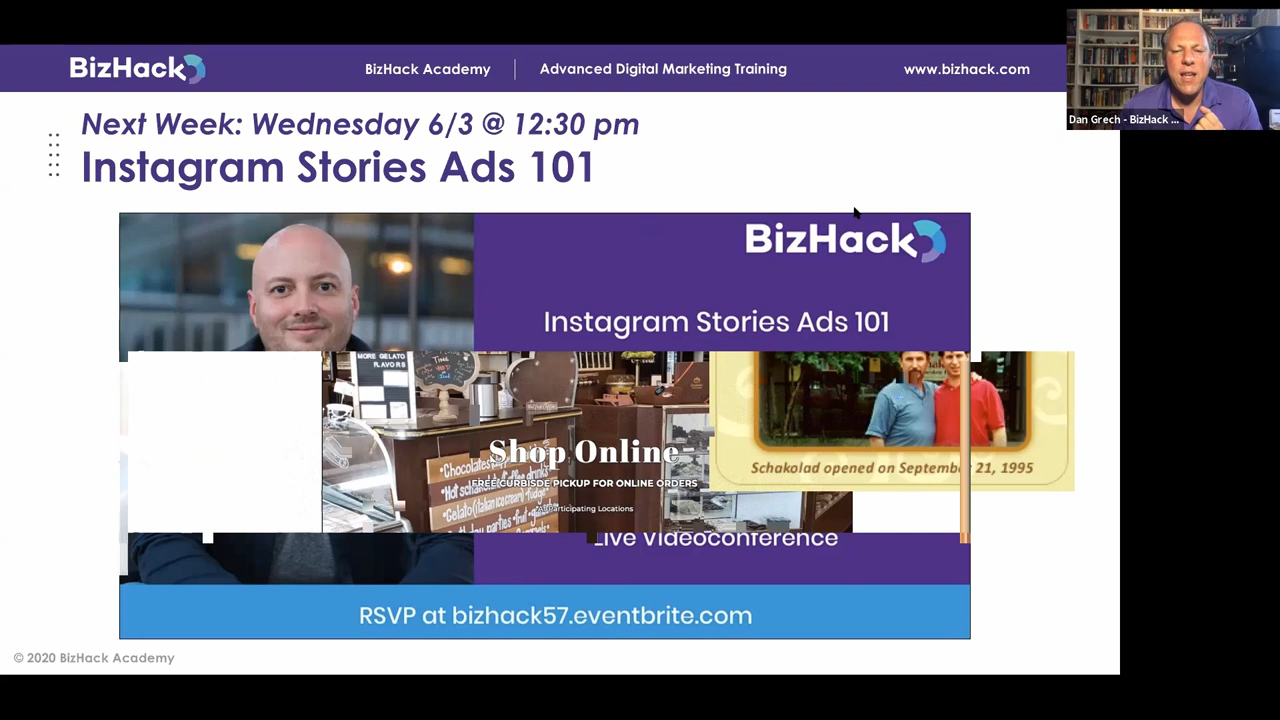 BizHack
BizHack Academy
Advanced Digital Marketing Training
www.bizhack.com
Dan Grech - BizHack ...
Next Week: Wednesday 6/3 @ 12:30 pm
Instagram Stories Ads 101
BizHack
Instagram Stories Ads 101
MORE GELATO
FLAVORS
Shop Online
FREE CURBISDE PICKUP FOR ONLINE ORDERS
At Participating Locations
Schakolad opened on September 21, 1995
Live Videoconference
RSVP at bizhack57.eventbrite.com
© 2020 BizHack Academy